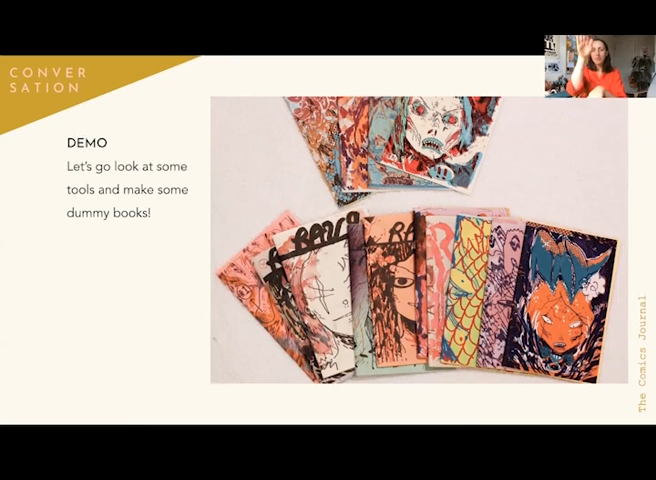 CONVER
SATION
DEMO
Let's go look at some
tools and make some
dummy books!
The Comics Journal